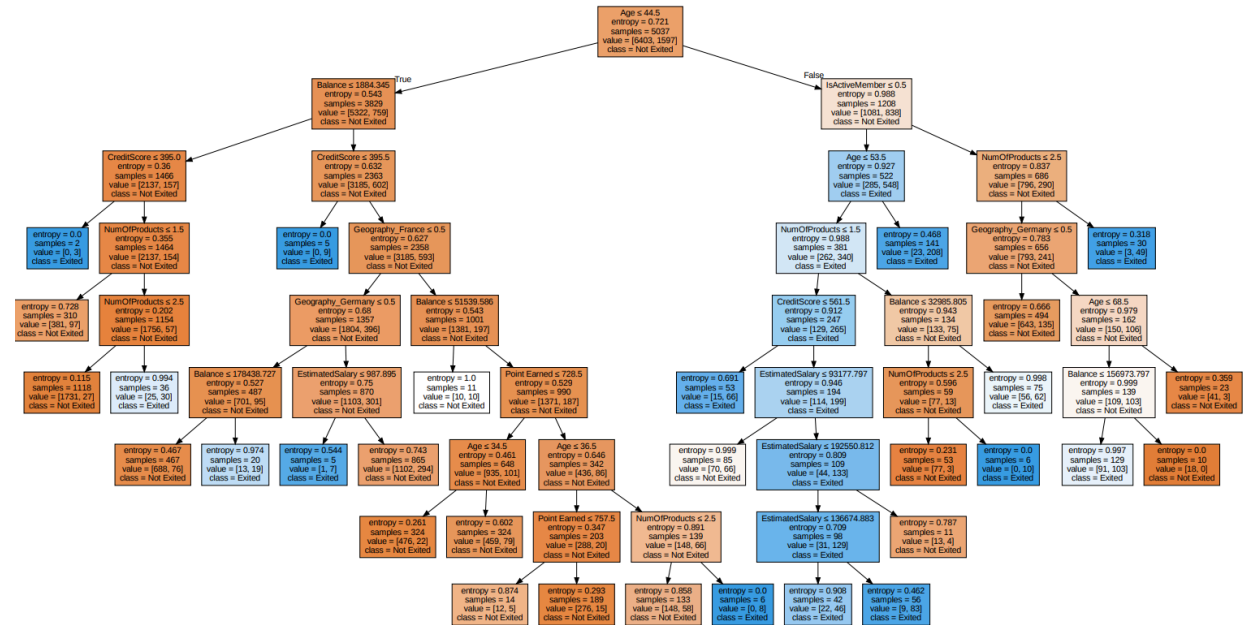 Age ≤ 44.5
entropy = 0.721
samples = 5037
value = [6403, 1597]
class = Not Exited
True
False
Balance ≤ 1884.345
entropy = 0.543
samples = 3829
value = [5322, 759]
class = Not Exited
IsActiveMember ≤ 0.5
entropy = 0.988
samples = 1208
value = [1081, 838]
class = Not Exited
CreditScore ≤ 395.0
entropy = 0.36
samples = 1466
value = [2137, 157]
class = Not Exited
CreditScore ≤ 395.5
entropy = 0.632
samples = 2363
value = [3185, 602]
class = Not Exited
Age ≤ 53.5
entropy = 0.927
samples = 522
value = [285, 548]
class = Exited
NumOfProducts ≤ 2.5
entropy = 0.837
samples = 686
value = [796, 290]
class = Not Exited
entropy = 0.0
samples = 2
value = [0, 3]
class = Exited
NumOfProducts ≤ 1.5
entropy = 0.355
samples = 1464
value = [2137, 154]
class = Not Exited
entropy = 0.0
samples = 5
value = [0, 9]
class = Exited
Geography_France ≤ 0.5
entropy = 0.627
samples = 2358
value = [3185, 593]
class = Not Exited
NumOfProducts ≤ 1.5
entropy = 0.988
samples = 381
value = [262, 340]
class = Exited
entropy = 0.468
samples = 141
value = [23, 208]
class = Exited
Geography_Germany ≤ 0.5
entropy = 0.783
samples = 656
value = [793, 241]
class = Not Exited
entropy = 0.318
samples = 30
value = [3, 49]
class = Exited
entropy = 0.728
samples = 310
value = [381, 97]
class = Not Exited
NumOfProducts ≤ 2.5
entropy = 0.202
samples = 1154
value = [1756, 57]
class = Not Exited
Geography_Germany ≤ 0.5
entropy = 0.68
samples = 1357
value = [1804, 396]
class = Not Exited
Balance ≤ 51539.586
entropy = 0.543
samples = 1001
value = [1381, 197]
class = Not Exited
CreditScore ≤ 561.5
entropy = 0.912
samples = 247
value = [129, 265]
class = Exited
Balance ≤ 32985.805
entropy = 0.943
samples = 134
value = [133, 75]
class = Not Exited
entropy = 0.666
samples = 494
value = [643, 135]
class = Not Exited
Age ≤ 68.5
entropy = 0.979
samples = 162
value = [150, 106]
class = Not Exited
entropy = 0.115
samples = 1118
value = [1731, 27]
class = Not Exited
entropy = 0.994
samples = 36
value = [25, 30]
class = Exited
Balance ≤ 178438.727
entropy = 0.527
samples = 487
value = [701, 95]
class = Not Exited
EstimatedSalary ≤ 987.895
entropy = 0.75
samples = 870
value = [1103, 301]
class = Not Exited
entropy = 1.0
samples = 11
value = [10, 10]
class = Not Exited
Point Earned ≤ 728.5
entropy = 0.529
samples = 990
value = [1371, 187]
class = Not Exited
entropy = 0.691
samples = 53
value = [15, 66]
class = Exited
EstimatedSalary ≤ 93177.797
entropy = 0.946
samples = 194
value = [114, 199]
class = Exited
NumOfProducts ≤ 2.5
entropy = 0.596
samples = 59
value = [77, 13]
class = Not Exited
entropy = 0.998
samples = 75
value = [56, 62]
class = Exited
Balance ≤ 156973.797
entropy = 0.999
samples = 139
value = [109, 103]
class = Not Exited
entropy = 0.359
samples = 23
value = [41, 3]
class = Not Exited
entropy = 0.467
samples = 467
value = [688, 76]
class = Not Exited
entropy = 0.974
samples = 20
value = [13, 19]
class = Exited
entropy = 0.544
samples = 5
value = [1, 7]
class = Exited
entropy = 0.743
samples = 865
value = [1102, 294]
class = Not Exited
Age ≤ 34.5
entropy = 0.461
samples = 648
value = [935, 101]
class = Not Exited
Age ≤ 36.5
entropy = 0.646
samples = 342
value = [436, 86]
class = Not Exited
entropy = 0.999
samples = 85
value = [70, 66]
class = Not Exited
EstimatedSalary ≤ 192550.812
entropy = 0.809
samples = 109
value = [44, 133]
class = Exited
entropy = 0.231
samples = 53
value = [77, 3]
class = Not Exited
entropy = 0.0
samples = 6
value = [0, 10]
class = Exited
entropy = 0.997
samples = 129
value = [91, 103]
class = Exited
entropy = 0.0
samples = 10
value = [18, 0]
class = Not Exited
entropy = 0.261
samples = 324
value = [476, 22]
class = Not Exited
entropy = 0.602
samples = 324
value = [459, 79]
class = Not Exited
Point Earned ≤ 757.5
entropy = 0.347
samples = 203
value = [288, 20]
class = Not Exited
NumOfProducts ≤ 2.5
entropy = 0.891
samples = 139
value = [148, 66]
class = Not Exited
EstimatedSalary ≤ 136674.883
entropy = 0.709
samples = 98
value = [31, 129]
class = Exited
entropy = 0.787
samples = 11
value = [13, 4]
class = Not Exited
entropy = 0.874
samples = 14
value = [12, 5]
class = Not Exited
entropy = 0.293
samples = 189
value = [276, 15]
class = Not Exited
entropy = 0.858
samples = 133
value = [148, 58]
class = Not Exited
entropy = 0.0
samples = 6
value = [0, 8]
class = Exited
entropy = 0.908
samples = 42
value = [22, 46]
class = Exited
entropy = 0.462
samples = 56
value = [9, 83]
class = Exited